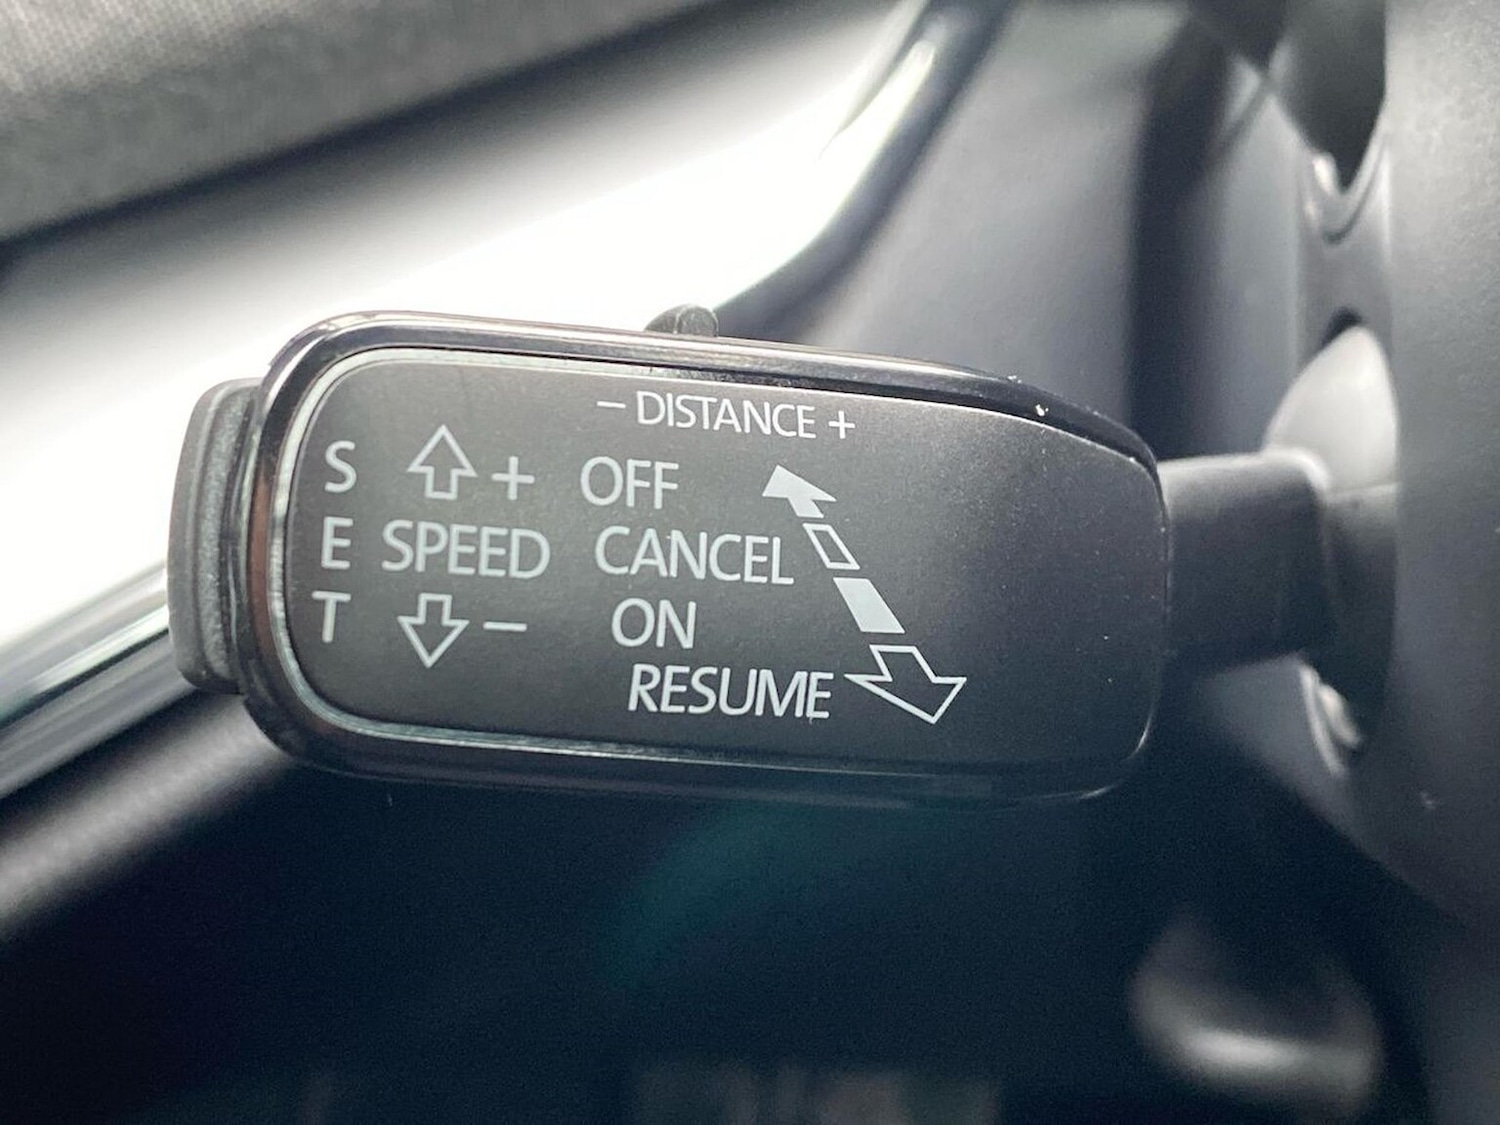 - DISTANCE +
S + OFF
E SPEED CANCEL
T - ON
RESUME